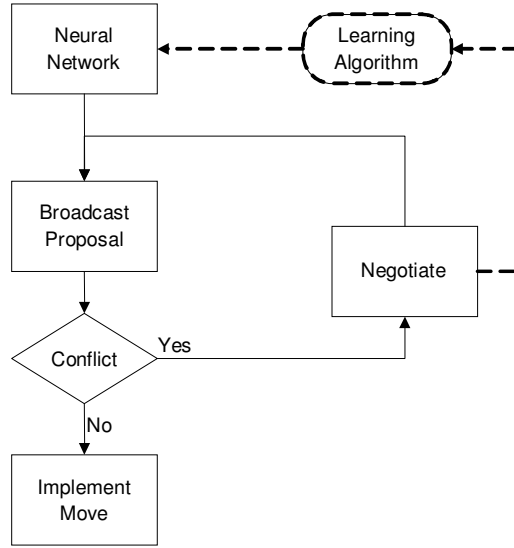 Neural
Network
Learning
Algorithm
Broadcast
Proposal
Negotiate
Conflict
Yes
No
Implement
Move